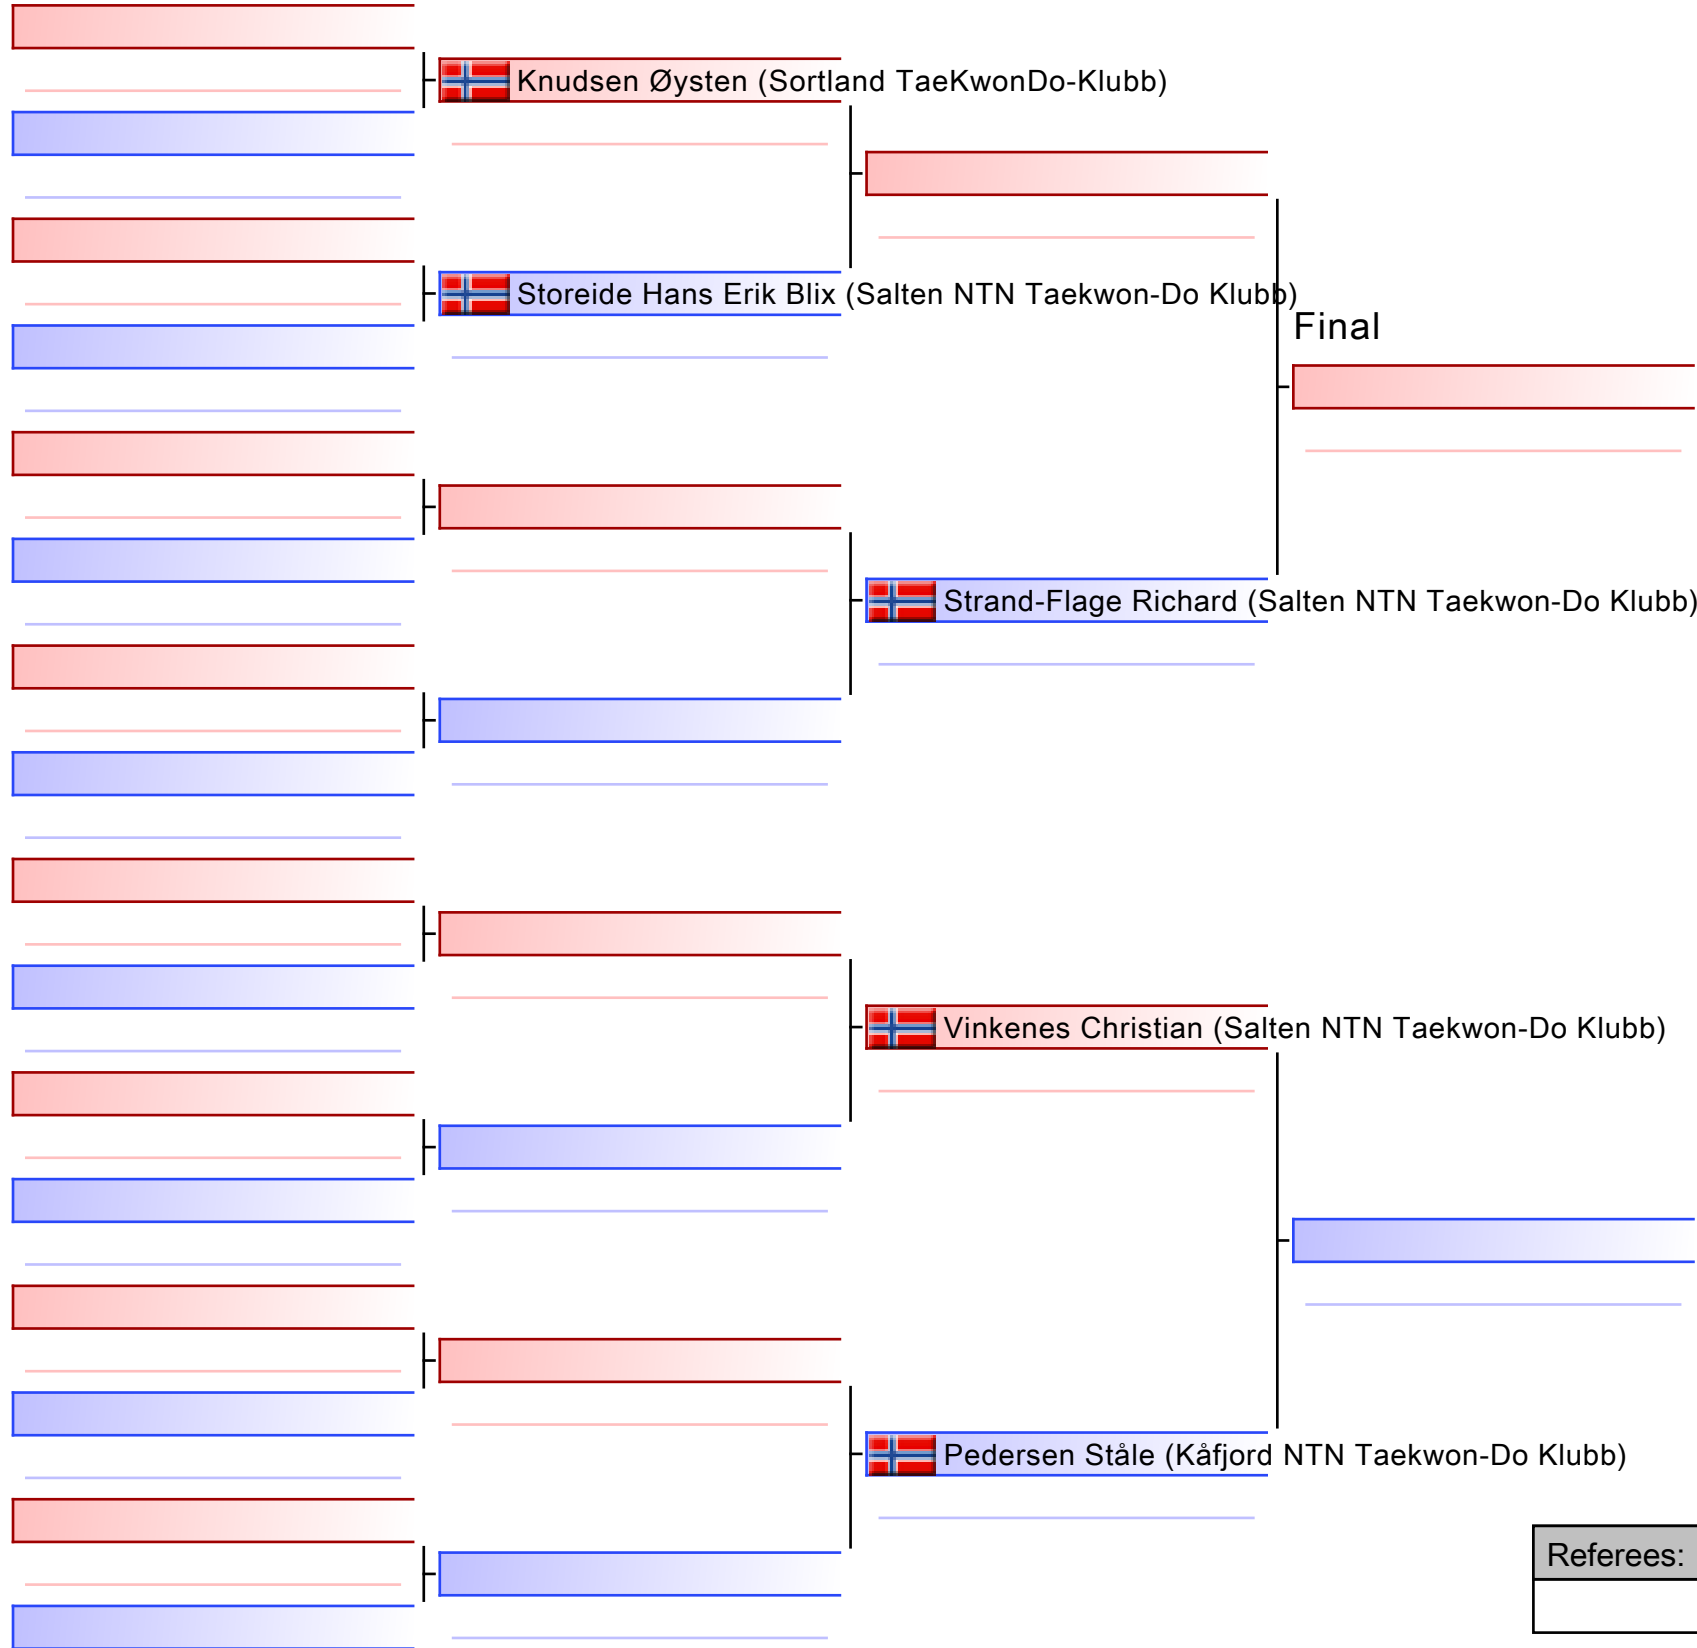 Knudsen Øysten (Sortland TaeKwonDo-Klubb)
Storeide Hans Erik Blix (Salten NTN Taekwon-Do Klubb)
Final
Strand-Flage Richard (Salten NTN Taekwon-Do Klubb)
Vinkenes Christian (Salten NTN Taekwon-Do Klubb)
Pedersen Ståle (Kåfjord NTN Taekwon-Do Klubb)
Referees: